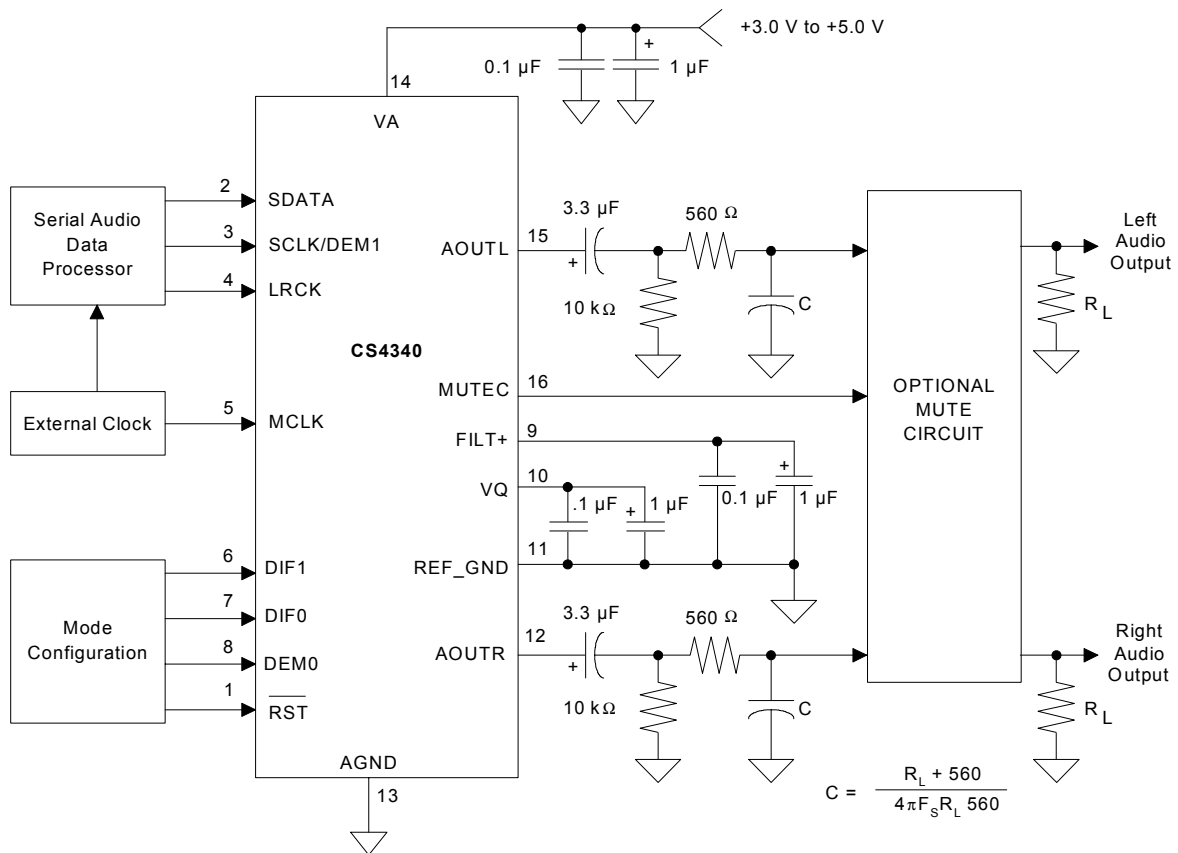 +3.0 V to +5.0 V
0.1 µF
+
1 µF
14
VA
Serial Audio
Data
Processor
2
SDATA
3
SCLK/DEM1
4
LRCK
External Clock
5
MCLK
CS4340
Mode
Configuration
6
DIF1
7
DIF0
8
DEM0
1
RST
AGND
13
AOUTL
15
3.3 µF
+
560 Ω
10 kΩ
C
MUTEC
16
FILT+
9
VQ
10
.1 µF
+
1 µF
0.1 µF
+
1 µF
REF_GND
11
AOUTR
12
3.3 µF
+
560 Ω
10 kΩ
C
OPTIONAL
MUTE
CIRCUIT
Left
Audio
Output
R_L
Right
Audio
Output
R_L
C = R_L + 560
4πF_SR_L 560